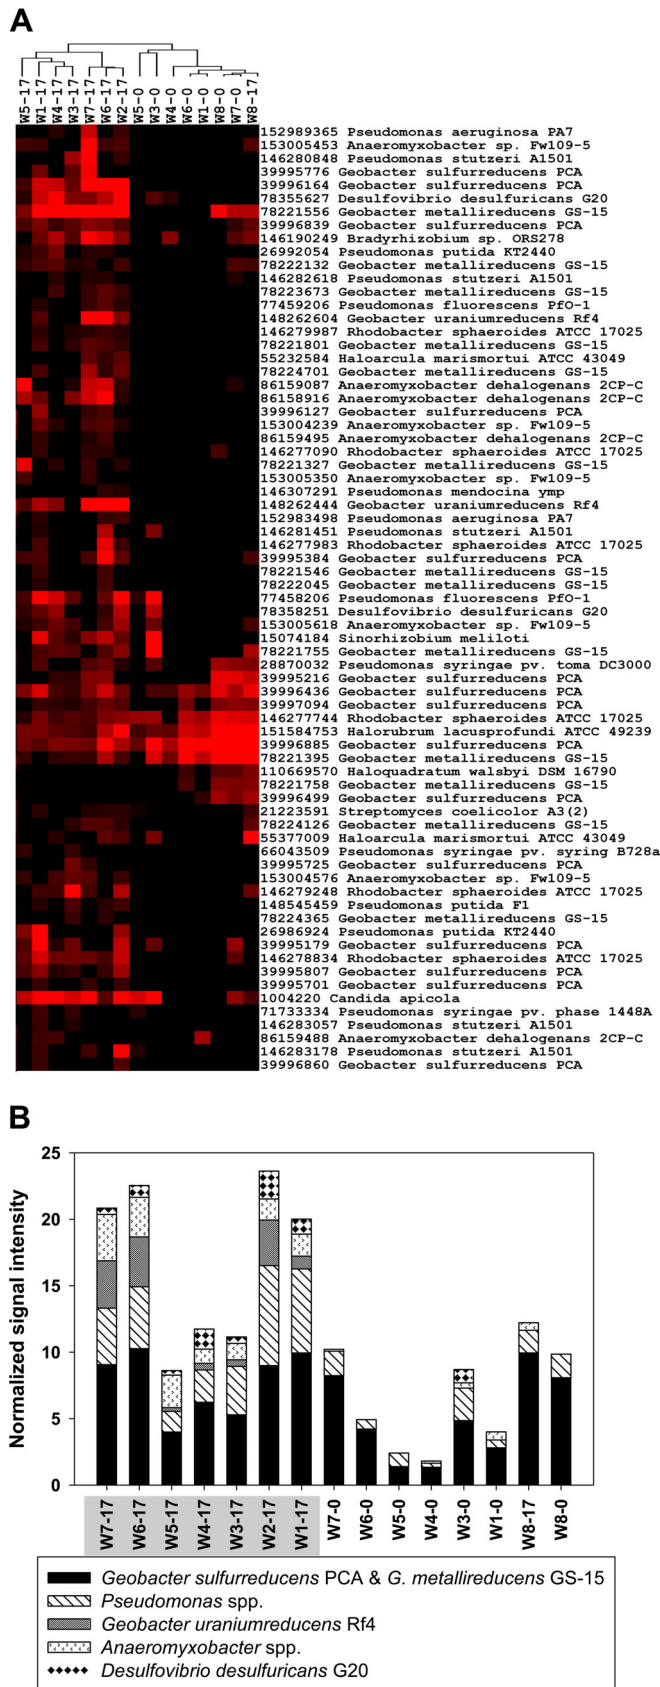 A
W5-17 W1-17 W4-17 W3-17 W7-17 W6-17 W2-17 W5-0 W3-0 W4-0 W6-0 W1-0 W8-0 W7-0 W8-17
152989365 Pseudomonas aeruginosa PA7
153005453 Anaeromyxobacter sp. Fw109-5
146280848 Pseudomonas stutzeri A1501
39995776 Geobacter sulfurreducens PCA
39996164 Geobacter sulfurreducens PCA
78355627 Desulfovibrio desulfuricans G20
78221556 Geobacter metallireducens GS-15
39996839 Geobacter sulfurreducens PCA
146190249 Bradyrhizobium sp. ORS278
26992054 Pseudomonas putida KT2440
78222132 Geobacter metallireducens GS-15
146282618 Pseudomonas stutzeri A1501
78223673 Geobacter metallireducens GS-15
77459206 Pseudomonas fluorescens PfO-1
148262604 Geobacter uraniumreducens Rf4
146279987 Rhodobacter sphaeroides ATCC 17025
78221801 Geobacter metallireducens GS-15
55232584 Haloarcula marismortui ATCC 43049
78224701 Geobacter metallireducens GS-15
86159087 Anaeromyxobacter dehalogenans 2CP-C
86158916 Anaeromyxobacter dehalogenans 2CP-C
39996127 Geobacter sulfurreducens PCA
153004239 Anaeromyxobacter sp. Fw109-5
86159495 Anaeromyxobacter dehalogenans 2CP-C
146277090 Rhodobacter sphaeroides ATCC 17025
78221327 Geobacter metallireducens GS-15
153005350 Anaeromyxobacter sp. Fw109-5
146307291 Pseudomonas mendocina ymp
148262444 Geobacter uraniumreducens Rf4
152983498 Pseudomonas aeruginosa PA7
146281451 Pseudomonas stutzeri A1501
146277983 Rhodobacter sphaeroides ATCC 17025
39995384 Geobacter sulfurreducens PCA
78221546 Geobacter metallireducens GS-15
78222045 Geobacter metallireducens GS-15
77458206 Pseudomonas fluorescens PfO-1
78358251 Desulfovibrio desulfuricans G20
153005618 Anaeromyxobacter sp. Fw109-5
15074184 Sinorhizobium meliloti
78221755 Geobacter metallireducens GS-15
28870032 Pseudomonas syringae pv. toma DC3000
39995216 Geobacter sulfurreducens PCA
39996436 Geobacter sulfurreducens PCA
39997094 Geobacter sulfurreducens PCA
146277744 Rhodobacter sphaeroides ATCC 17025
151584753 Halorubrum lacusprofundi ATCC 49239
39996885 Geobacter sulfurreducens PCA
78221395 Geobacter metallireducens GS-15
110669570 Haloquadratum walsbyi DSM 16790
78221758 Geobacter metallireducens GS-15
39996499 Geobacter sulfurreducens PCA
21223591 Streptomyces coelicolor A3(2)
78224126 Geobacter metallireducens GS-15
55377009 Haloarcula marismortui ATCC 43049
66043509 Pseudomonas syringae pv. syring B728a
39995725 Geobacter sulfurreducens PCA
153004576 Anaeromyxobacter sp. Fw109-5
146279248 Rhodobacter sphaeroides ATCC 17025
148545459 Pseudomonas putida F1
78224365 Geobacter metallireducens GS-15
26986924 Pseudomonas putida KT2440
39995179 Geobacter sulfurreducens PCA
146278834 Rhodobacter sphaeroides ATCC 17025
39995807 Geobacter sulfurreducens PCA
39995701 Geobacter sulfurreducens PCA
1004220 Candida apicola
71733334 Pseudomonas syringae pv. phase 1448A
146283057 Pseudomonas stutzeri A1501
86159488 Anaeromyxobacter dehalogenans 2CP-C
146283178 Pseudomonas stutzeri A1501
39996860 Geobacter sulfurreducens PCA
B
Normalized signal intensity
25
20
15
10
5
0
W7-17 W6-17 W5-17 W4-17 W3-17 W2-17 W1-17 W7-0 W6-0 W5-0 W4-0 W3-0 W1-0 W8-17 W8-0
Geobacter sulfurreducens PCA & G. metallireducens GS-15
Pseudomonas spp.
Geobacter uraniumreducens Rf4
Anaeromyxobacter spp.
Desulfovibrio desulfuricans G20